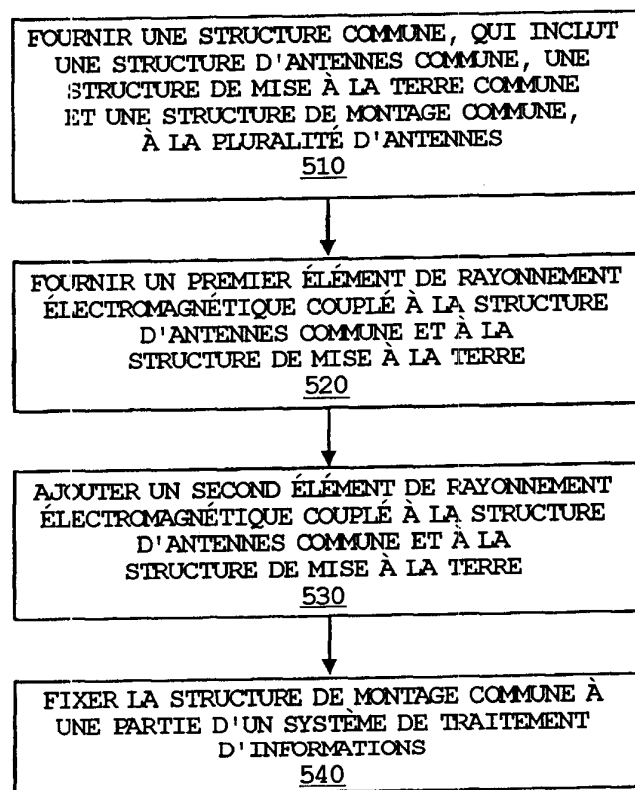 FOURNIR UNE STRUCTURE COMMUNE, QUI INCLUT
UNE STRUCTURE D'ANTENNES COMMUNE, UNE
STRUCTURE DE MISE À LA TERRE COMMUNE
ET UNE STRUCTURE DE MONTAGE COMMUNE,
À LA PLURALITÉ D'ANTENNES
510
FOURNIR UN PREMIER ÉLÉMENT DE RAYONNEMENT
ÉLECTROMAGNÉTIQUE COUPLÉ À LA STRUCTURE
D'ANTENNES COMMUNE ET À LA
STRUCTURE DE MISE À LA TERRE
520
AJOUTER UN SECOND ÉLÉMENT DE RAYONNEMENT
ÉLECTROMAGNÉTIQUE COUPLÉ À LA STRUCTURE
D'ANTENNES COMMUNE ET À LA
STRUCTURE DE MISE À LA TERRE
530
FIXER LA STRUCTURE DE MONTAGE COMMUNE À
UNE PARTIE D'UN SYSTÈME DE TRAITEMENT
D'INFORMATIONS
540